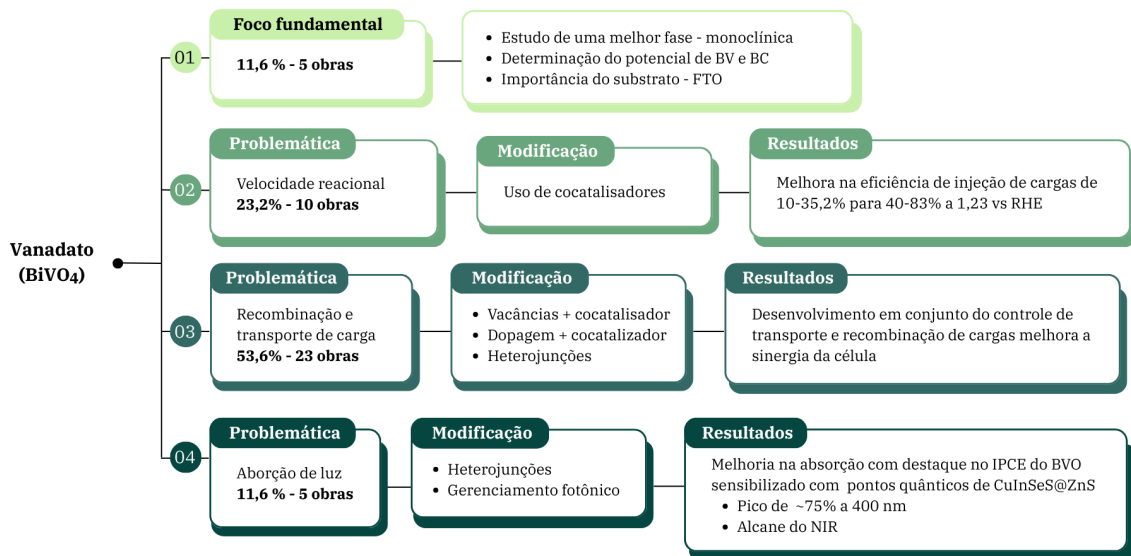 Vanadato
(BiVO4)
01
Foco fundamental
11,6 % - 5 obras
• Estudo de uma melhor fase - monoclínica
• Determinação do potencial de BV e BC
• Importância do substrato - FTO
02
Problemática
Velocidade reacional
23,2% - 10 obras
Modificação
Uso de cocatalisadores
Resultados
Melhora na eficiência de injeção de cargas de
10-35,2% para 40-83% a 1,23 vs RHE
03
Problemática
Recombinação e
transporte de carga
53,6% - 23 obras
Modificação
• Vacâncias + cocatalisador
• Dopagem + cocatalizador
• Heterojunções
Resultados
Desenvolvimento em conjunto do controle de
transporte e recombinação de cargas melhora a
sinergia da célula
04
Problemática
Aborção de luz
11,6 % - 5 obras
Modificação
• Heterojunções
• Gerenciamento fotônico
Resultados
Melhoria na absorção com destaque no IPCE do BVO
sensibilizado com pontos quânticos de CuInSeS@ZnS
• Pico de ~75% a 400 nm
• Alcane do NIR